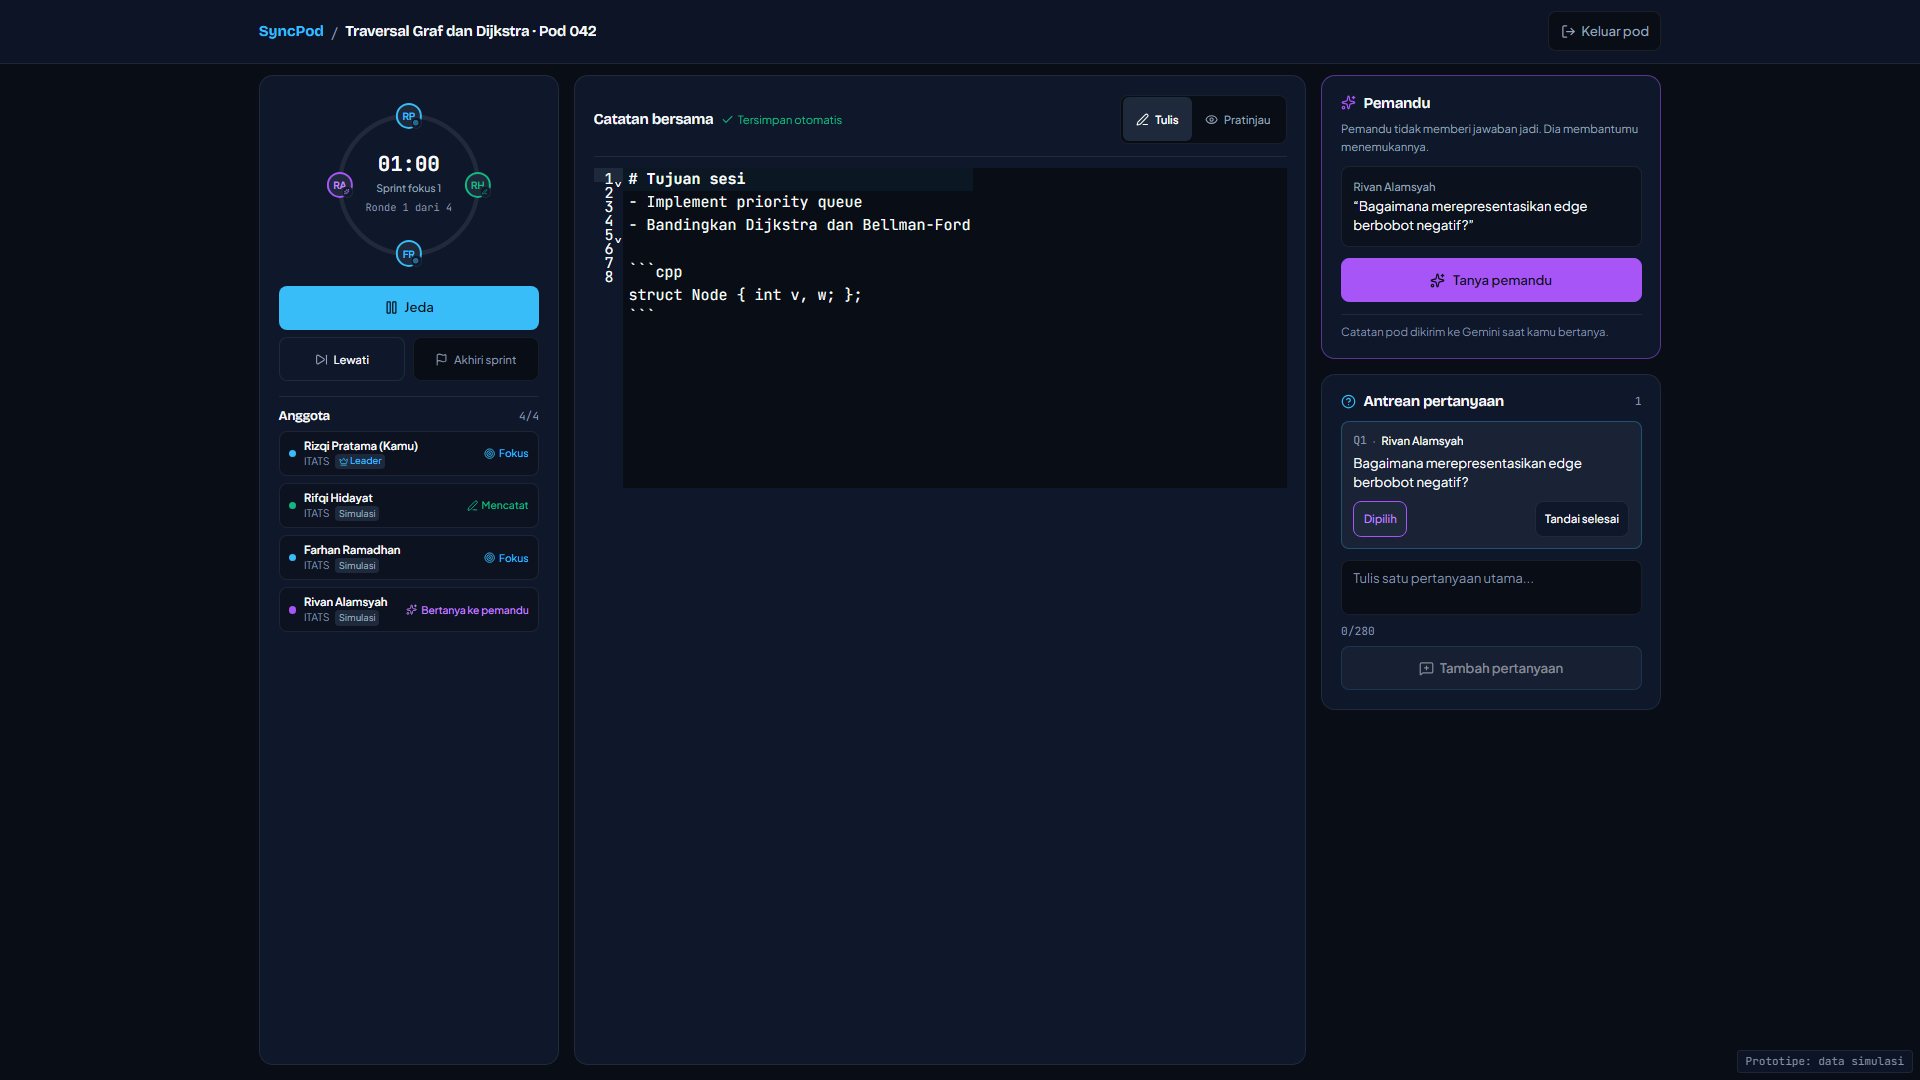 SyncPod / Traversal Graf dan Dijkstra · Pod 042
Keluar pod
RP
RA
RH
FP
01:00
Sprint fokus 1
Ronde 1 dari 4
Jeda
Lewati
Akhiri sprint
Anggota 4/4
Rizqi Pratama (Kamu)
ITATS Leader
Fokus
Rifqi Hidayat
ITATS Simulasi
Mencatat
Farhan Ramadhan
ITATS Simulasi
Fokus
Rivan Alamsyah
ITATS Simulasi
Bertanya ke pemandu
Catatan bersama Tersimpan otomatis
Tulis
Pratinjau
1
2
3
4
5
6
7
8
# Tujuan sesi
- Implement priority queue
- Bandingkan Dijkstra dan Bellman-Ford
```cpp
struct Node { int v, w; };
```
Pemandu
Pemandu tidak memberi jawaban jadi. Dia membantumu
menemukannya.
Rivan Alamsyah
“Bagaimana merepresentasikan edge
berbobot negatif?”
Tanya pemandu
Catatan pod dikirim ke Gemini saat kamu bertanya.
Antrean pertanyaan 1
Q1 · Rivan Alamsyah
Bagaimana merepresentasikan edge
berbobot negatif?
Dipilih
Tandai selesai
Tulis satu pertanyaan utama...
0/280
Tambah pertanyaan
Prototipe: data simulasi